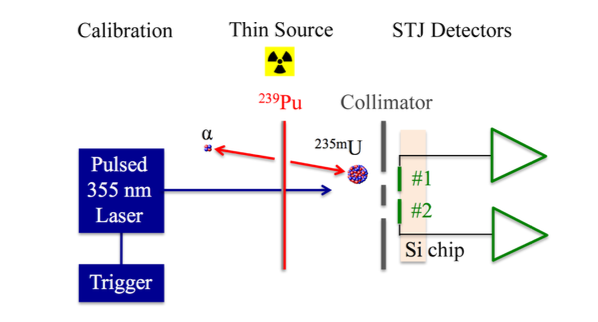 Calibration
Thin Source
STJ Detectors
²³⁹Pu
Collimator
α
²³⁵ᵐU
Pulsed
355 nm
Laser
#1
#2
Si chip
Trigger